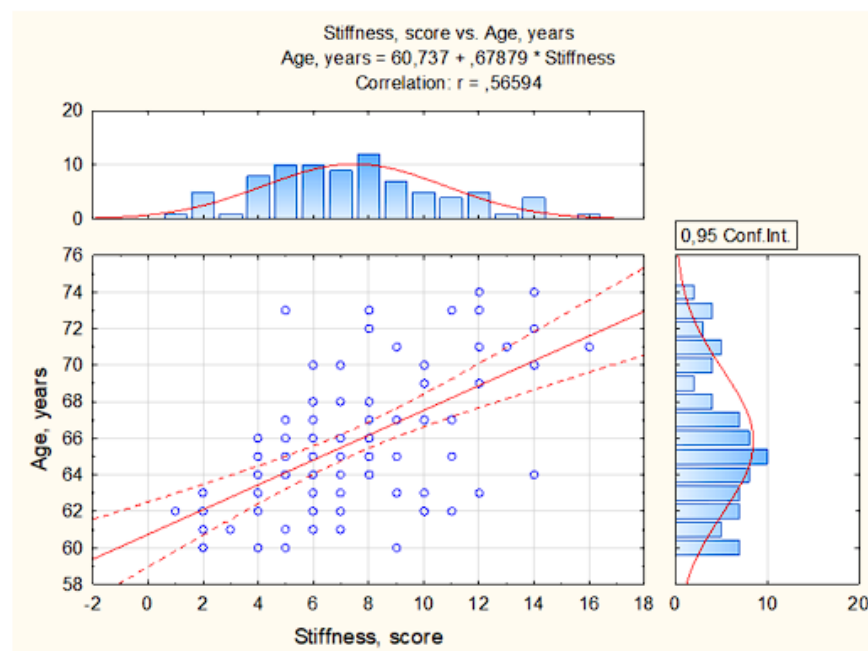 Stiffness, score vs. Age, years
Age, years = 60,737 + ,67879 * Stiffness
Correlation: r = ,56594
20
10
0
0,95 Conf.Int.
76
74
72
70
68
66
64
62
60
58
Age, years
-2 0 2 4 6 8 10 12 14 16 18
0 10 20
Stiffness, score